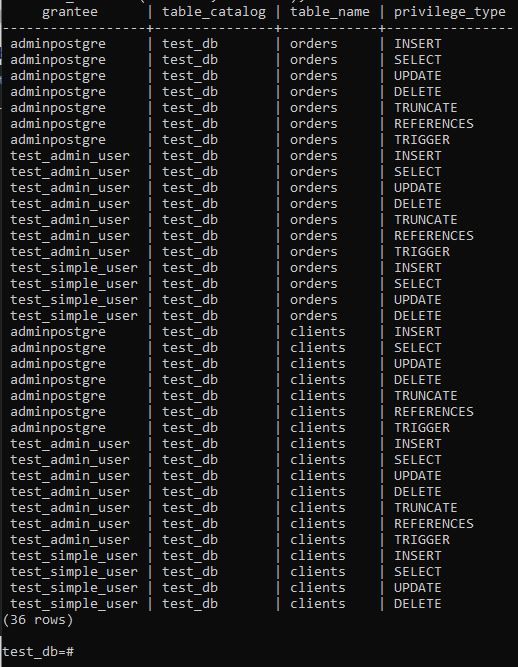 grantee | table_catalog | table_name | privilege_type
------------------+---------------+------------+----------------
adminpostgre | test_db | orders | INSERT
adminpostgre | test_db | orders | SELECT
adminpostgre | test_db | orders | UPDATE
adminpostgre | test_db | orders | DELETE
adminpostgre | test_db | orders | TRUNCATE
adminpostgre | test_db | orders | REFERENCES
adminpostgre | test_db | orders | TRIGGER
test_admin_user | test_db | orders | INSERT
test_admin_user | test_db | orders | SELECT
test_admin_user | test_db | orders | UPDATE
test_admin_user | test_db | orders | DELETE
test_admin_user | test_db | orders | TRUNCATE
test_admin_user | test_db | orders | REFERENCES
test_admin_user | test_db | orders | TRIGGER
test_simple_user | test_db | orders | INSERT
test_simple_user | test_db | orders | SELECT
test_simple_user | test_db | orders | UPDATE
test_simple_user | test_db | orders | DELETE
adminpostgre | test_db | clients | INSERT
adminpostgre | test_db | clients | SELECT
adminpostgre | test_db | clients | UPDATE
adminpostgre | test_db | clients | DELETE
adminpostgre | test_db | clients | TRUNCATE
adminpostgre | test_db | clients | REFERENCES
adminpostgre | test_db | clients | TRIGGER
test_admin_user | test_db | clients | INSERT
test_admin_user | test_db | clients | SELECT
test_admin_user | test_db | clients | UPDATE
test_admin_user | test_db | clients | DELETE
test_admin_user | test_db | clients | TRUNCATE
test_admin_user | test_db | clients | REFERENCES
test_admin_user | test_db | clients | TRIGGER
test_simple_user | test_db | clients | INSERT
test_simple_user | test_db | clients | SELECT
test_simple_user | test_db | clients | UPDATE
test_simple_user | test_db | clients | DELETE
(36 rows)
test_db=#